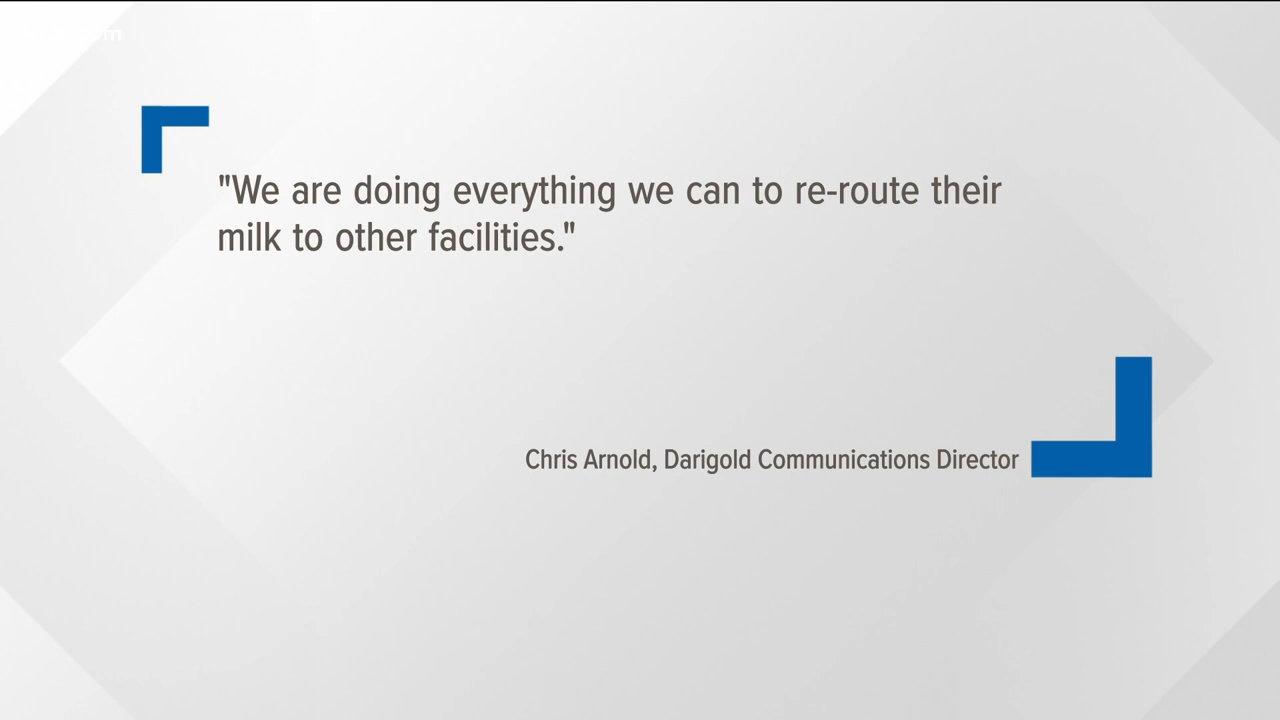 "We are doing everything we can to re-route their
milk to other facilities."
Chris Arnold, Darigold Communications Director